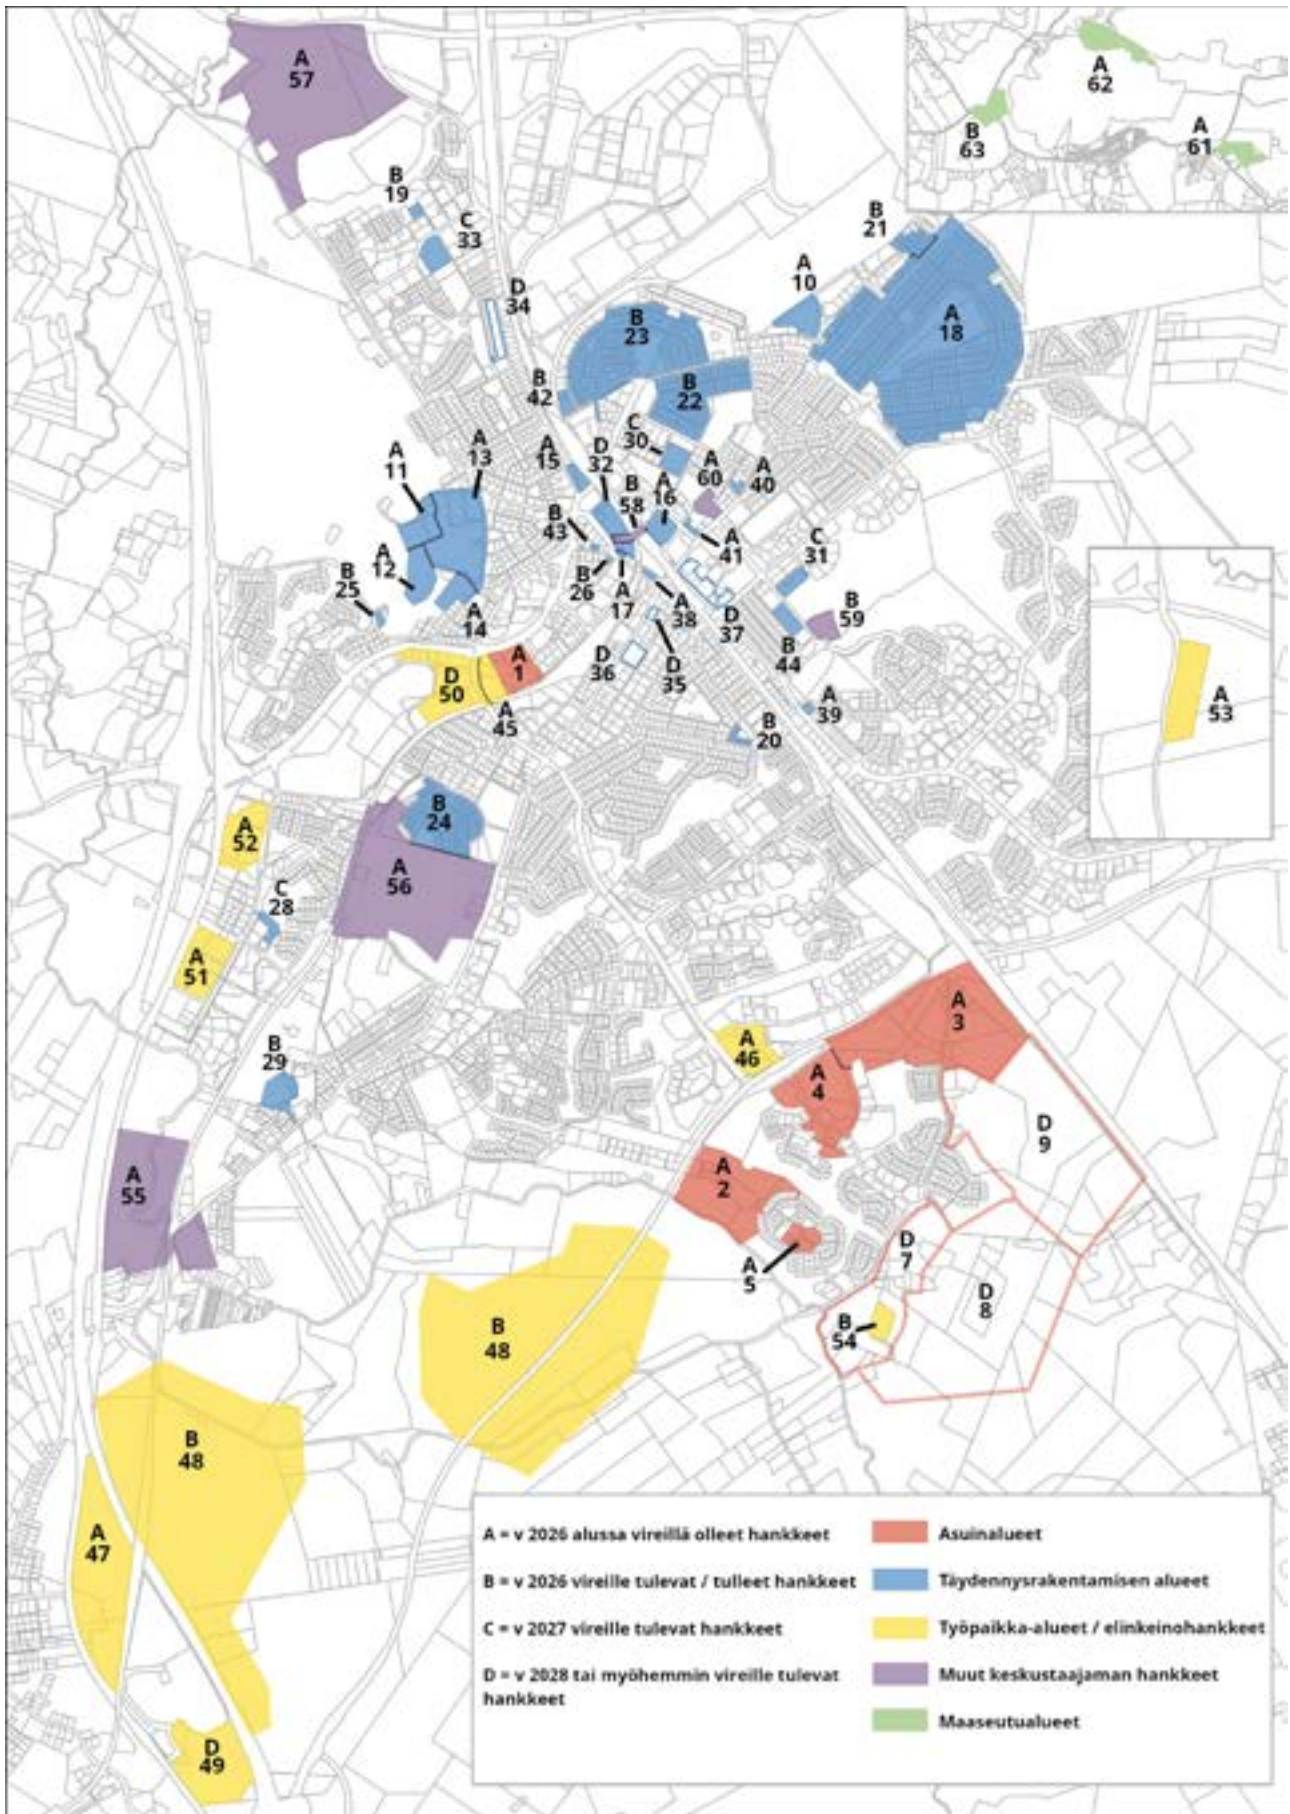 A
57
A
62
B
63
A
61
B
19
C
33
B
21
A
10
D
34
B
23
A
18
B
42
B
22
C
30
A
11
A
13
A
15
D
32
A
60
A
40
B
58
A
16
B
43
A
41
C
31
A
12
B
25
B
26
A
17
A
14
A
38
D
37
B
59
B
44
A
1
D
36
D
35
D
50
A
45
A
39
A
53
B
20
B
24
A
52
A
56
C
28
A
51
A
3
A
46
B
29
A
4
D
9
A
55
A
2
D
7
A
5
D
8
B
54
B
48
B
48
A
47
D
49
A = v 2026 alussa vireillä olleet hankkeet
B = v 2026 vireille tulevat / tulleet hankkeet
C = v 2027 vireille tulevat hankkeet
D = v 2028 tai myöhemmin vireille tulevat
hankkeet
Asuinalueet
Täydennysrakentamisen alueet
Työpaikka-alueet / elinkeinohankkeet
Muut keskustaajaman hankkeet
Maaseutualueet